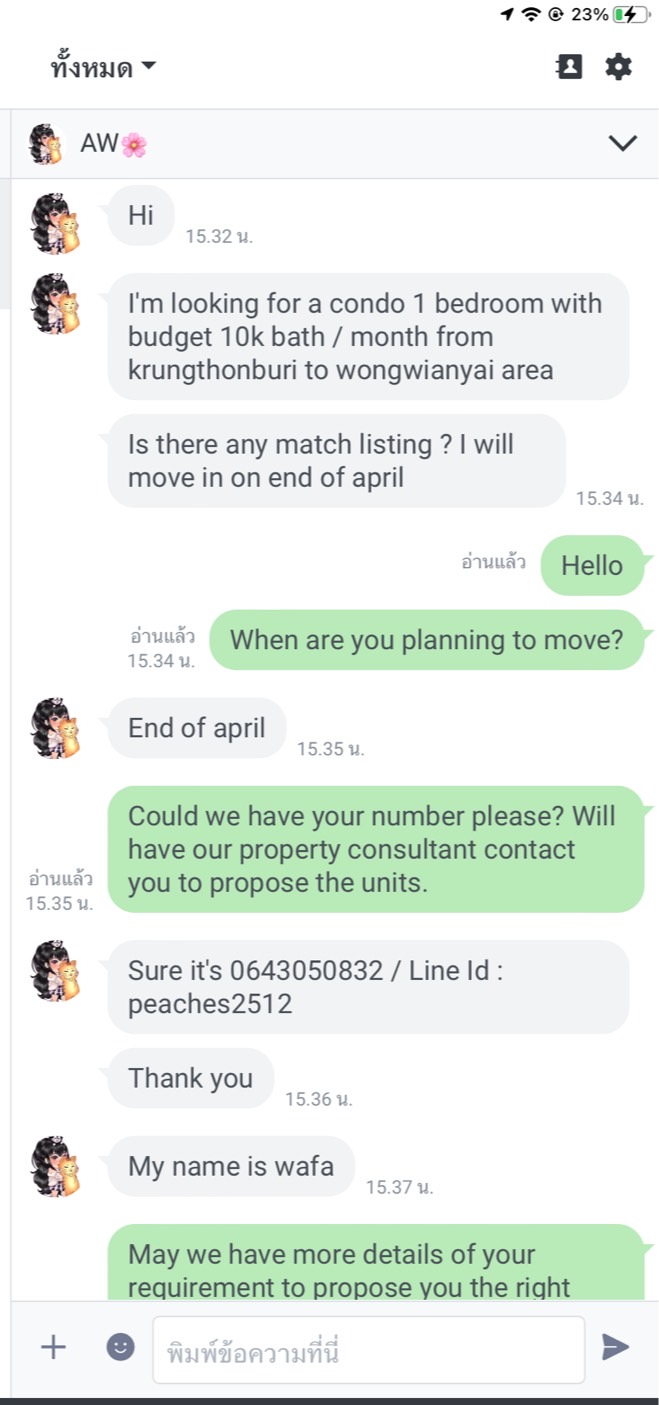 23%
ทั้งหมด
AW🌸
Hi
15.32 น.
I'm looking for a condo 1 bedroom with
budget 10k bath / month from
krungthonburi to wongwianyai area
Is there any match listing ? I will
move in on end of april
15.34 น.
อ่านแล้ว
Hello
อ่านแล้ว
15.34 น.
When are you planning to move?
End of april
15.35 น.
Could we have your number please? Will
have our property consultant contact
you to propose the units.
อ่านแล้ว
15.35 น.
Sure it's 0643050832 / Line Id :
peaches2512
Thank you
15.36 น.
My name is wafa
15.37 น.
May we have more details of your
requirement to propose you the right
พิมพ์ข้อความที่นี่